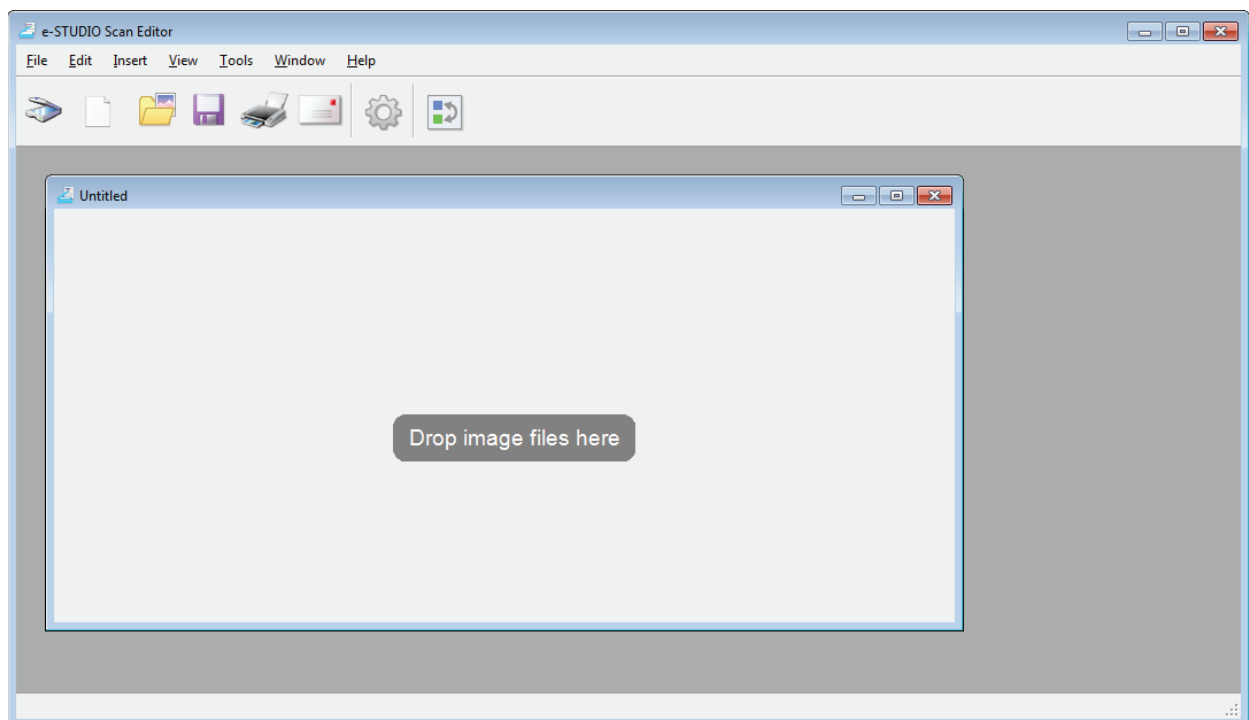 e-STUDIO Scan Editor
File Edit Insert View Tools Window Help
Untitled
Drop image files here